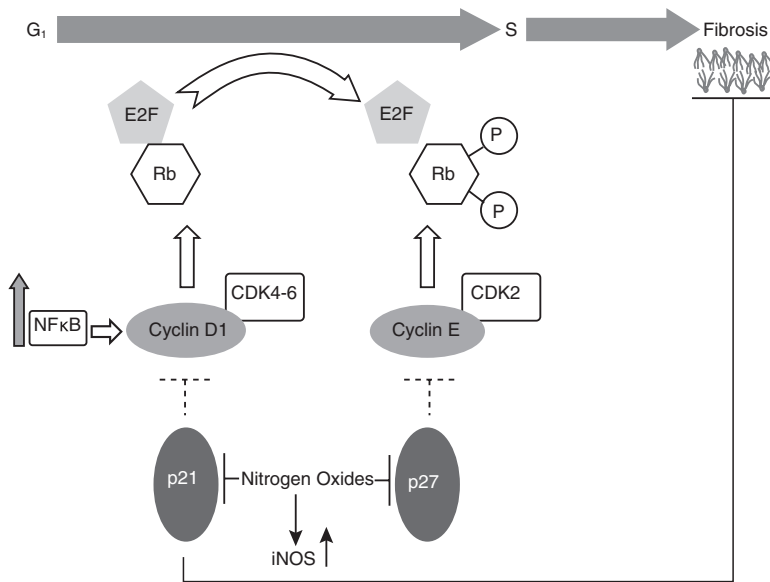 G₁
S
Fibrosis
E2F
E2F
Rb
Rb
P
P
CDK4-6
CDK2
NFκB
Cyclin D1
Cyclin E
p21
Nitrogen Oxides
p27
iNOS